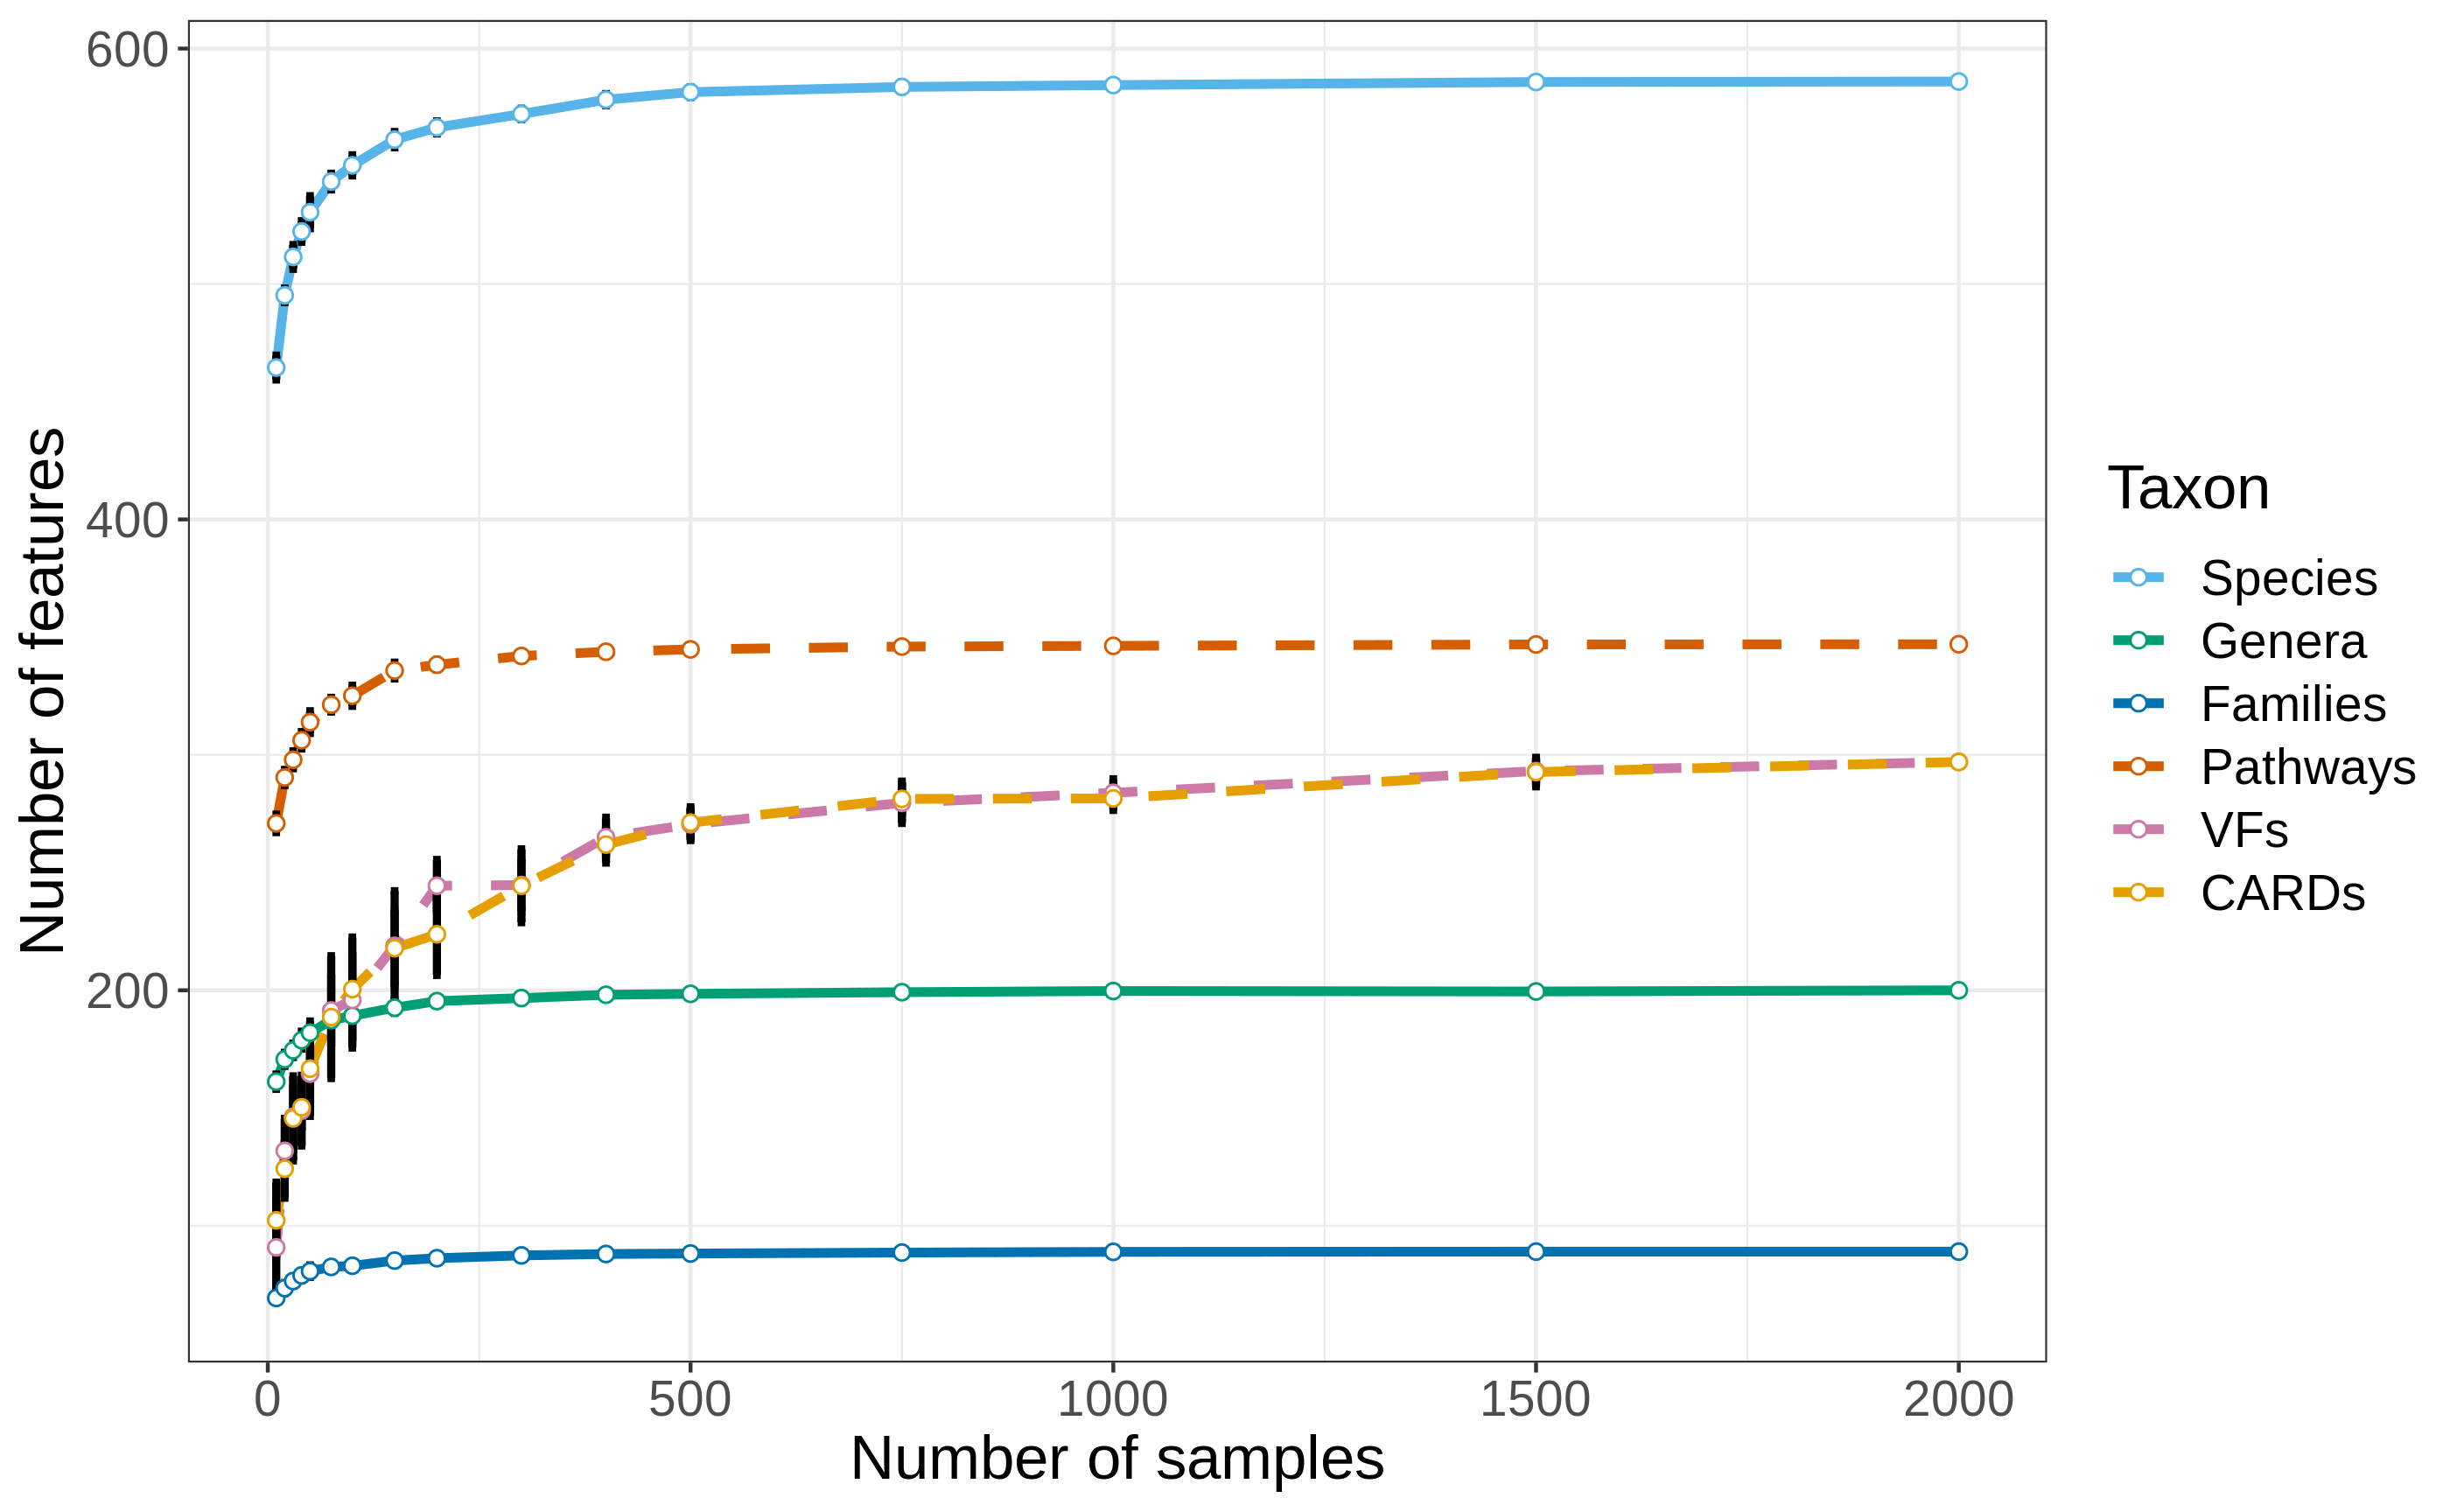 600
400
200
0
500
1000
1500
2000
Number of features
Number of samples
Taxon
Species
Genera
Families
Pathways
VFs
CARDs